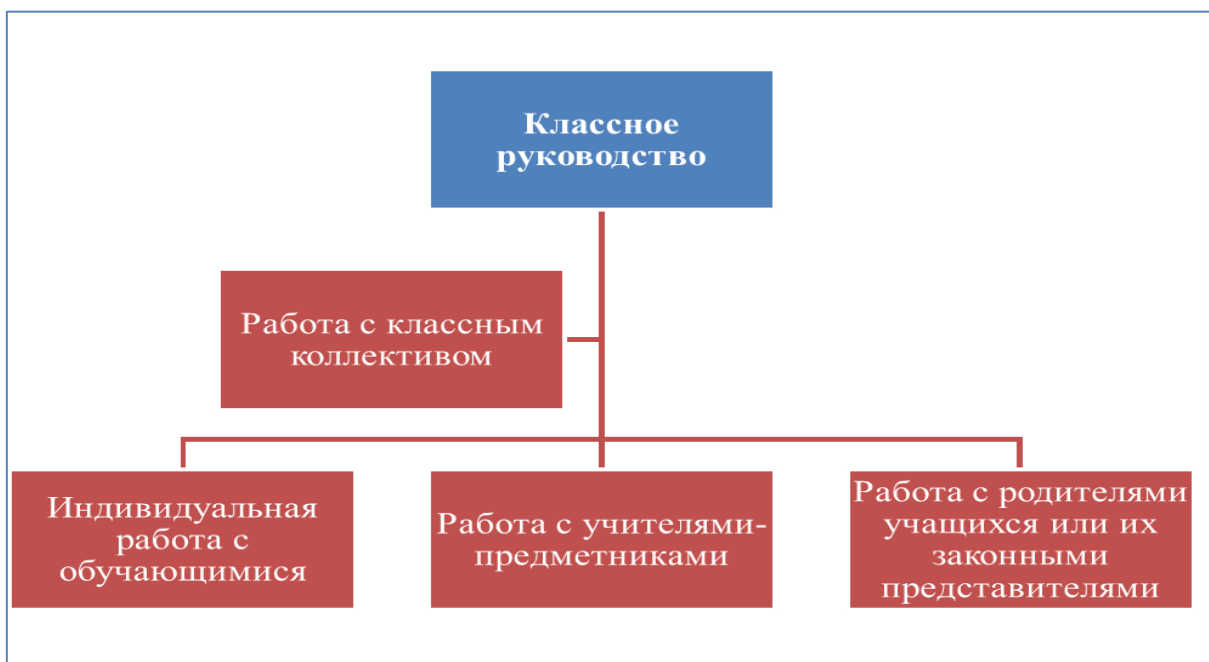 Классное
руководство
Работа с классным
коллективом
Индивидуальная
работа с
обучающимися
Работа с учителями-
предметниками
Работа с родителями
учащихся или их
законными
представителями